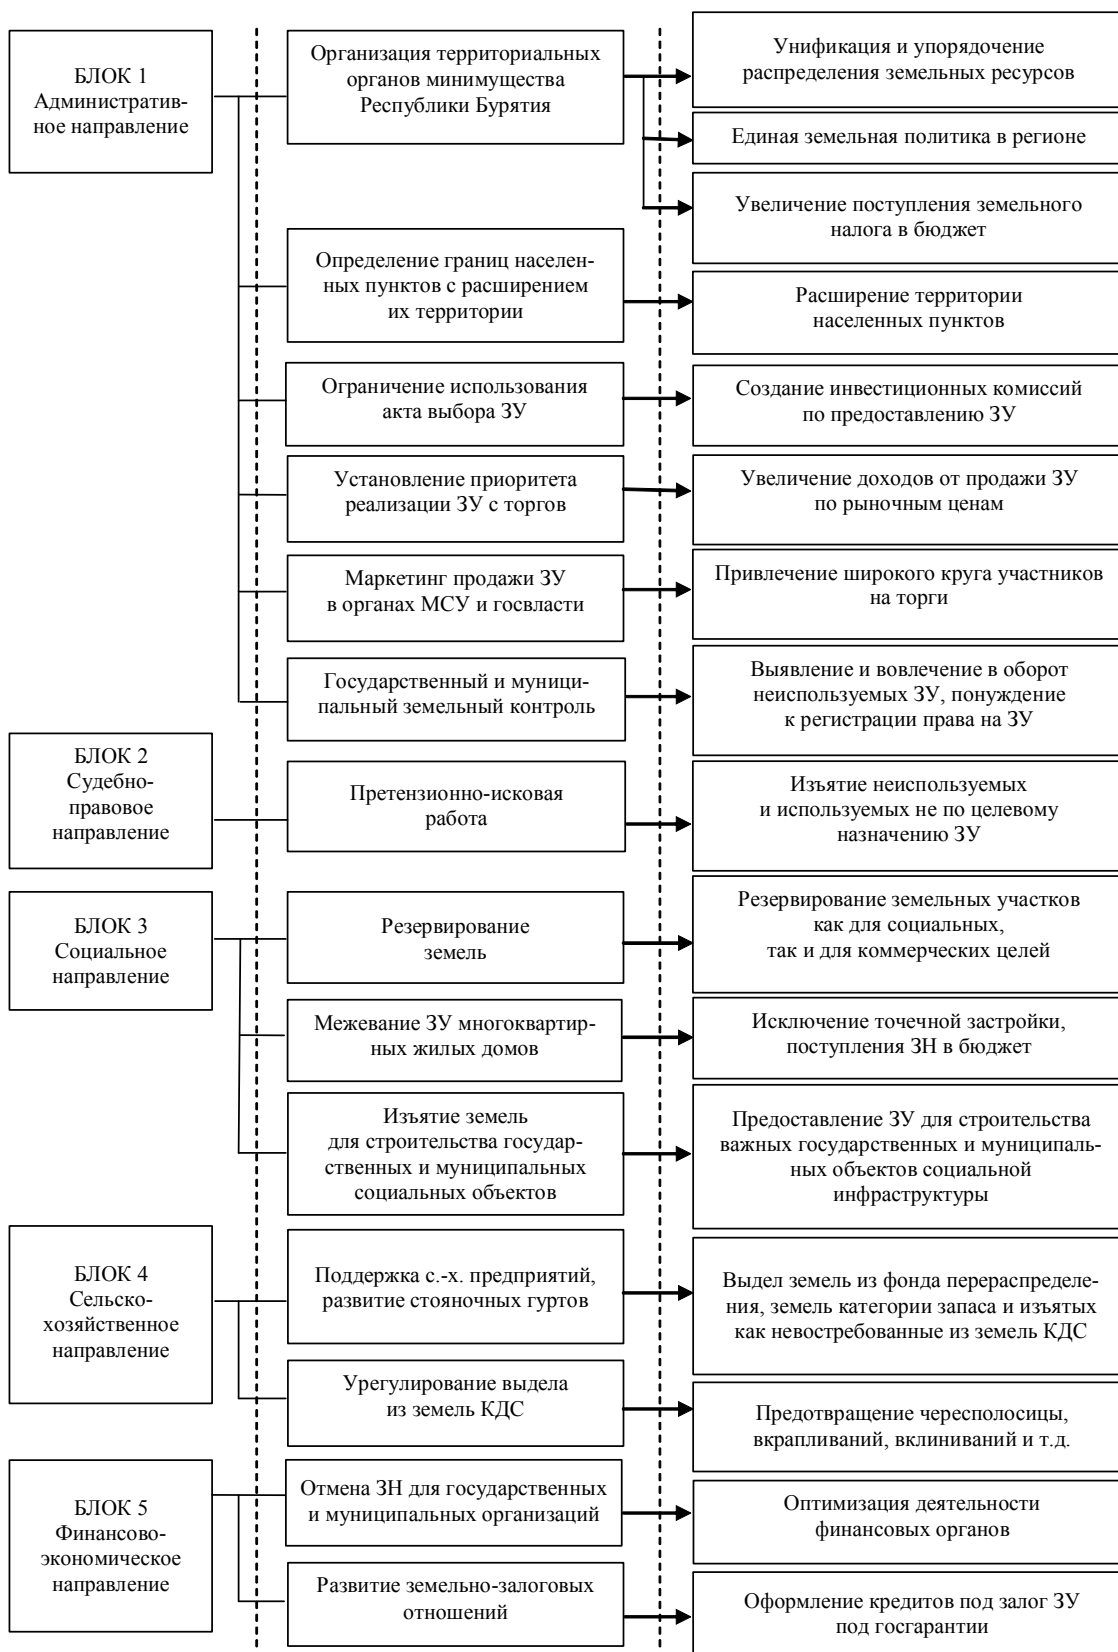 БЛОК 1
Административ-
ное направление
Организация территориальных
органов минимущества
Республики Бурятия
Унификация и упорядочение
распределения земельных ресурсов
Единая земельная политика в регионе
Увеличение поступления земельного
налога в бюджет
Определение границ населен-
ных пунктов с расширением
их территории
Расширение территории
населенных пунктов
Ограничение использования
акта выбора ЗУ
Создание инвестиционных комиссий
по предоставлению ЗУ
Установление приоритета
реализации ЗУ с торгов
Увеличение доходов от продажи ЗУ
по рыночным ценам
Маркетинг продажи ЗУ
в органах МСУ и госвласти
Привлечение широкого круга участников
на торги
Государственный и муници-
пальный земельный контроль
Выявление и вовлечение в оборот
неиспользуемых ЗУ, понуждение
к регистрации права на ЗУ
БЛОК 2
Судебно-
правовое
направление
Претензионно-исковая
работа
Изъятие неиспользуемых
и используемых не по целевому
назначению ЗУ
БЛОК 3
Социальное
направление
Резервирование
земель
Резервирование земельных участков
как для социальных,
так и для коммерческих целей
Межевание ЗУ многоквартир-
ных жилых домов
Исключение точечной застройки,
поступления ЗН в бюджет
Изъятие земель
для строительства государ-
ственных и муниципальных
социальных объектов
Предоставление ЗУ для строительства
важных государственных и муниципаль-
ных объектов социальной
инфраструктуры
БЛОК 4
Сельско-
хозяйственное
направление
Поддержка с.-х. предприятий,
развитие стояночных гуртов
Выдел земель из фонда перераспределе-
ния, земель категории запаса и изъятых
как невостребованные из земель КДС
Урегулирование выдела
из земель КДС
Предотвращение чересполосицы,
вкрапливаний, вклиниваний и т.д.
БЛОК 5
Финансово-
экономическое
направление
Отмена ЗН для государственных
и муниципальных организаций
Оптимизация деятельности
финансовых органов
Развитие земельно-залоговых
отношений
Оформление кредитов под залог ЗУ
под госгарантии